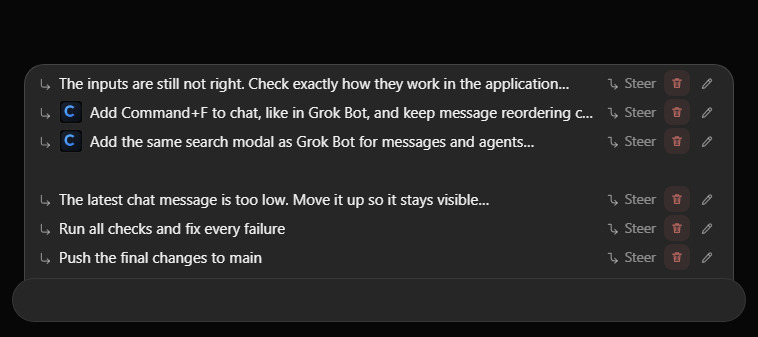 The inputs are still not right. Check exactly how they work in the application... Steer
C Add Command+F to chat, like in Grok Bot, and keep message reordering c... Steer
C Add the same search modal as Grok Bot for messages and agents... Steer
The latest chat message is too low. Move it up so it stays visible... Steer
Run all checks and fix every failure Steer
Push the final changes to main Steer